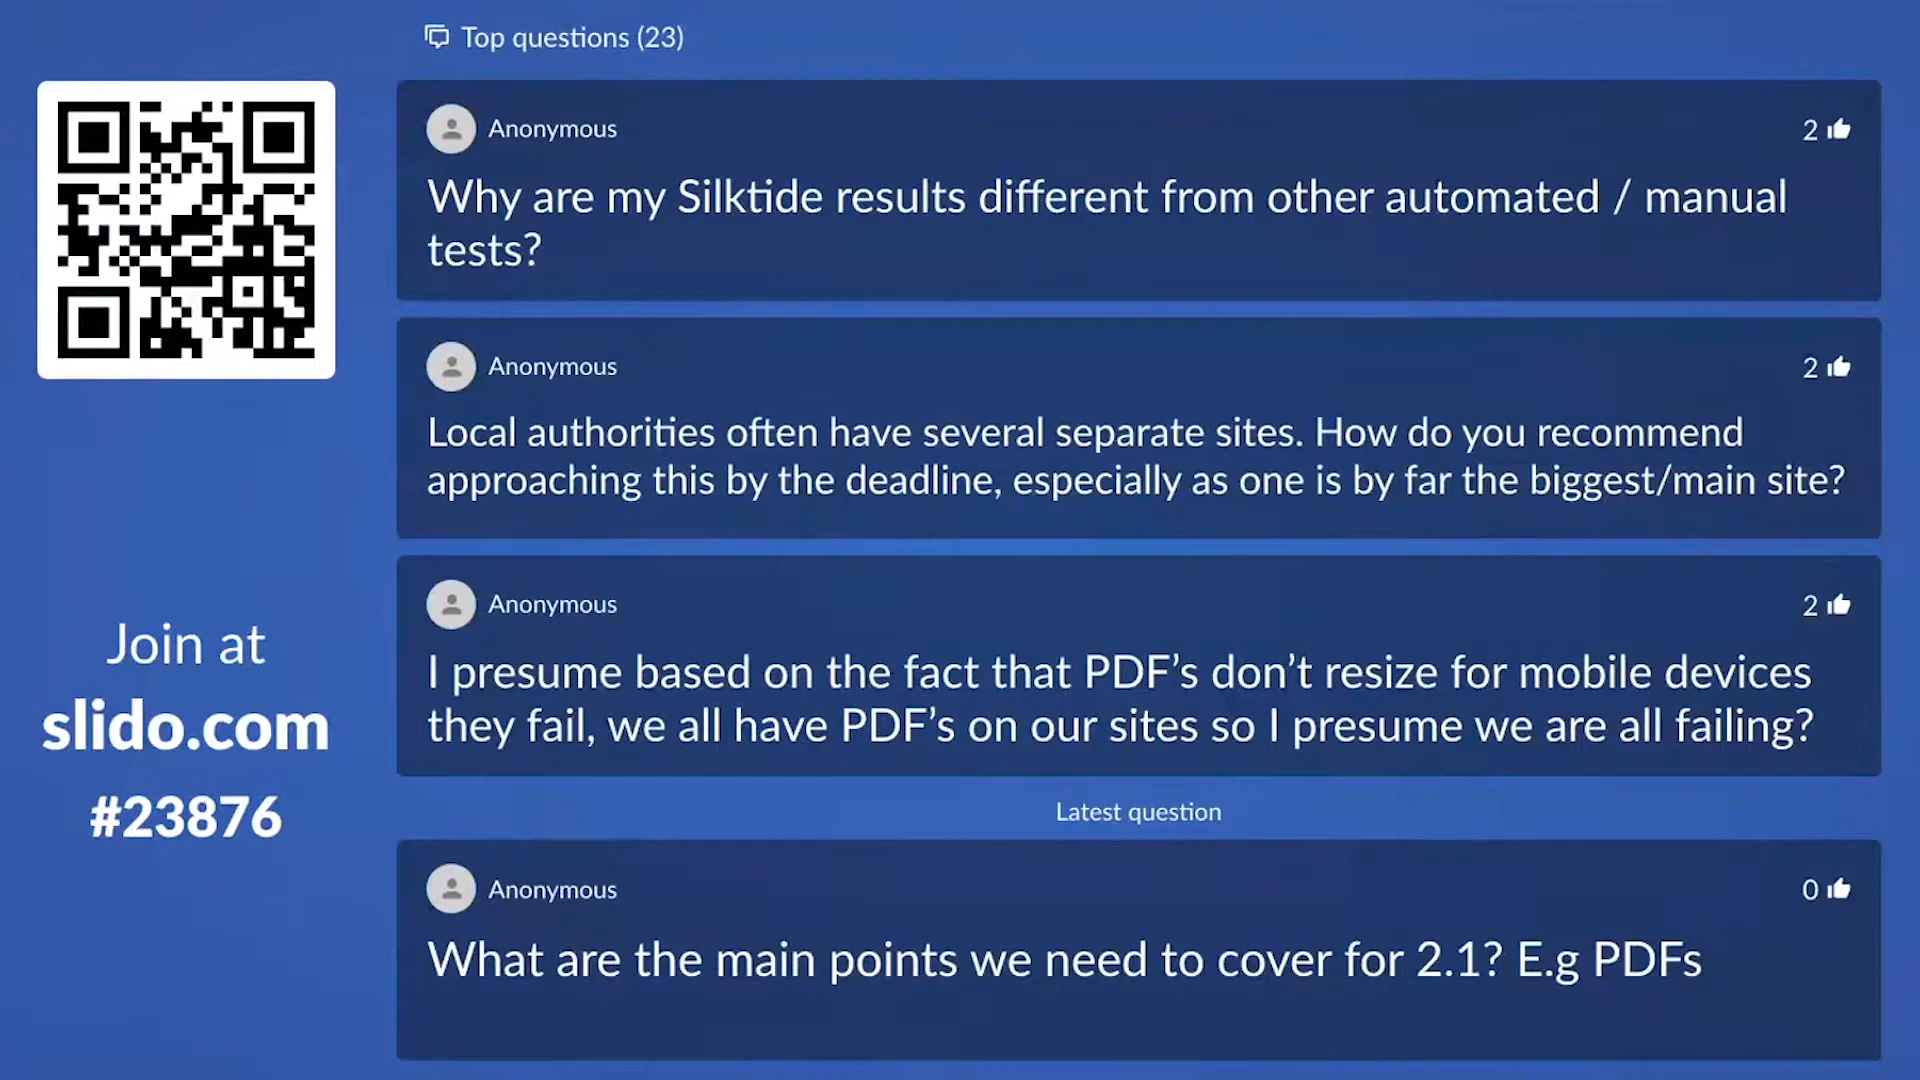 Top questions (23)
Anonymous
2
Why are my Silktide results different from other automated / manual
tests?
Anonymous
2
Local authorities often have several separate sites. How do you recommend
approaching this by the deadline, especially as one is by far the biggest/main site?
Anonymous
2
I presume based on the fact that PDF’s don’t resize for mobile devices
they fail, we all have PDF’s on our sites so I presume we are all failing?
Latest question
Anonymous
0
What are the main points we need to cover for 2.1? E.g PDFs
Join at
slido.com
#23876